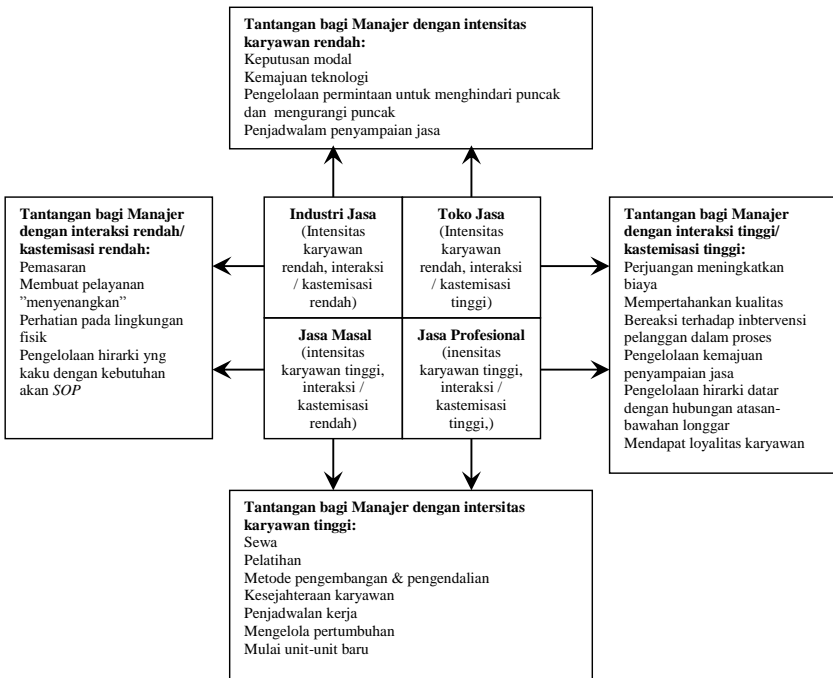 Tantangan bagi Manajer dengan intensitas
karyawan rendah:
Keputusan modal
Kemajuan teknologi
Pengelolaan permintaan untuk menghindari puncak
dan mengurangi puncak
Penjadwalam penyampaian jasa
Tantangan bagi Manajer
dengan interaksi rendah/
kastemisasi rendah:
Pemasaran
Membuat pelayanan
”menyenangkan”
Perhatian pada lingkungan
fisik
Pengelolaan hirarki yng
kaku dengan kebutuhan
akan SOP
Industri Jasa
(Intensitas
karyawan
rendah, interaksi
/ kastemisasi
rendah)
Toko Jasa
(Intensitas
karyawan
rendah, interaksi
/ kastemisasi
tinggi)
Jasa Masal
(intensitas
karyawan tinggi,
interaksi /
kastemisasi
rendah)
Jasa Profesional
(inensitas
karyawan tinggi,
interaksi /
kastemisasi
tinggi,)
Tantangan bagi Manajer
dengan interaksi tinggi/
kastemisasi tinggi:
Perjuangan meningkatkan
biaya
Mempertahankan kualitas
Bereaksi terhadap inbtervensi
pelanggan dalam proses
Pengelolaan kemajuan
penyampaian jasa
Pengelolaan hirarki datar
dengan hubungan atasan-
bawahan longgar
Mendapat loyalitas karyawan
Tantangan bagi Manajer dengan intersitas
karyawan tinggi:
Sewa
Pelatihan
Metode pengembangan & pengendalian
Kesejahteraan karyawan
Penjadwalan kerja
Mengelola pertumbuhan
Mulai unit-unit baru